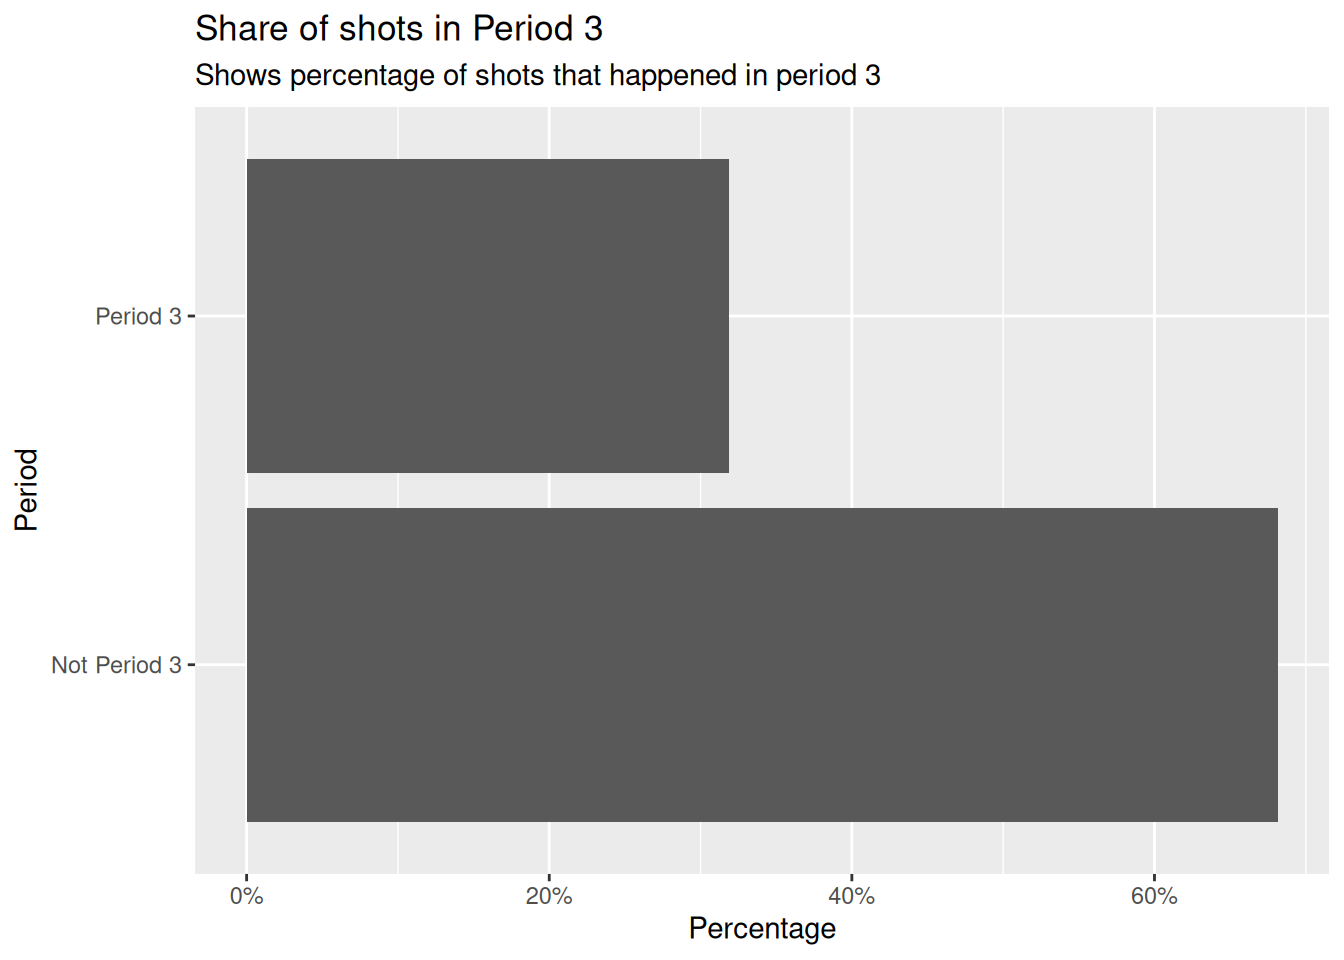 Share of shots in Period 3
Shows percentage of shots that happened in period 3
Period
Period 3
Not Period 3
0% 20% 40% 60%
Percentage